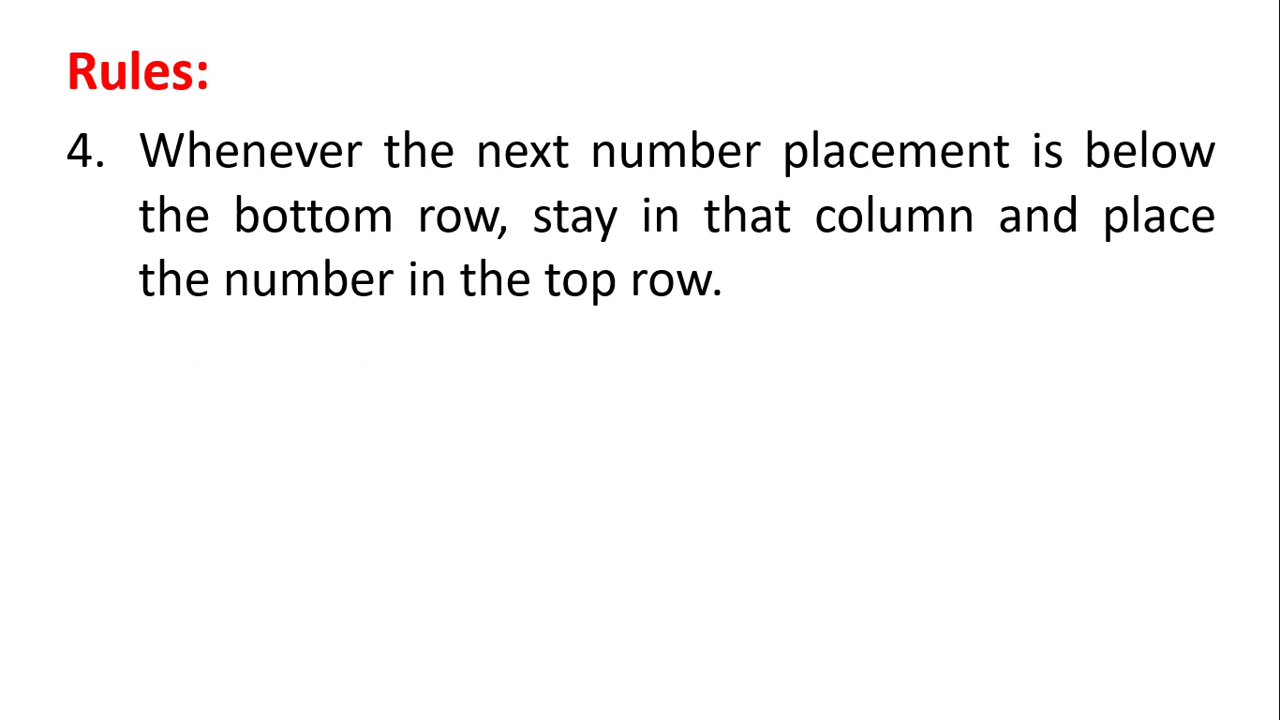 Rules:
4. Whenever the next number placement is below
the bottom row, stay in that column and place
the number in the top row.